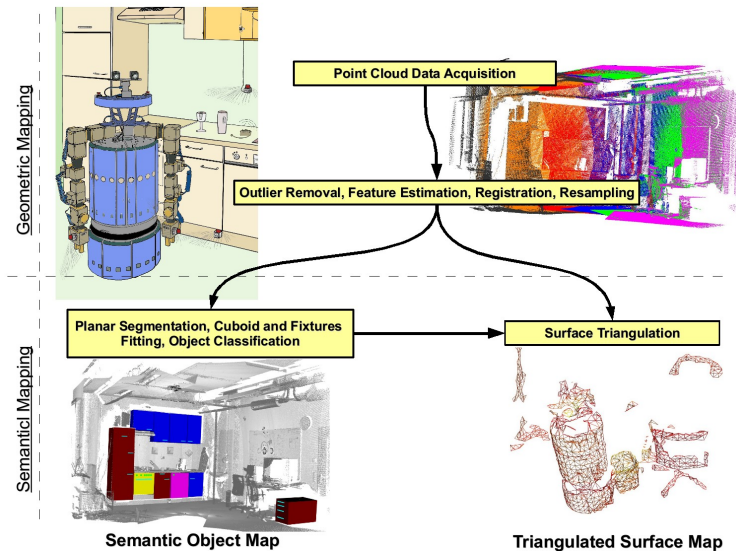 Geometric Mapping
Point Cloud Data Acquisition
Outlier Removal, Feature Estimation, Registration, Resampling
Semanticl Mapping
Planar Segmentation, Cuboid and Fixtures
Fitting, Object Classification
Surface Triangulation
Semantic Object Map
Triangulated Surface Map